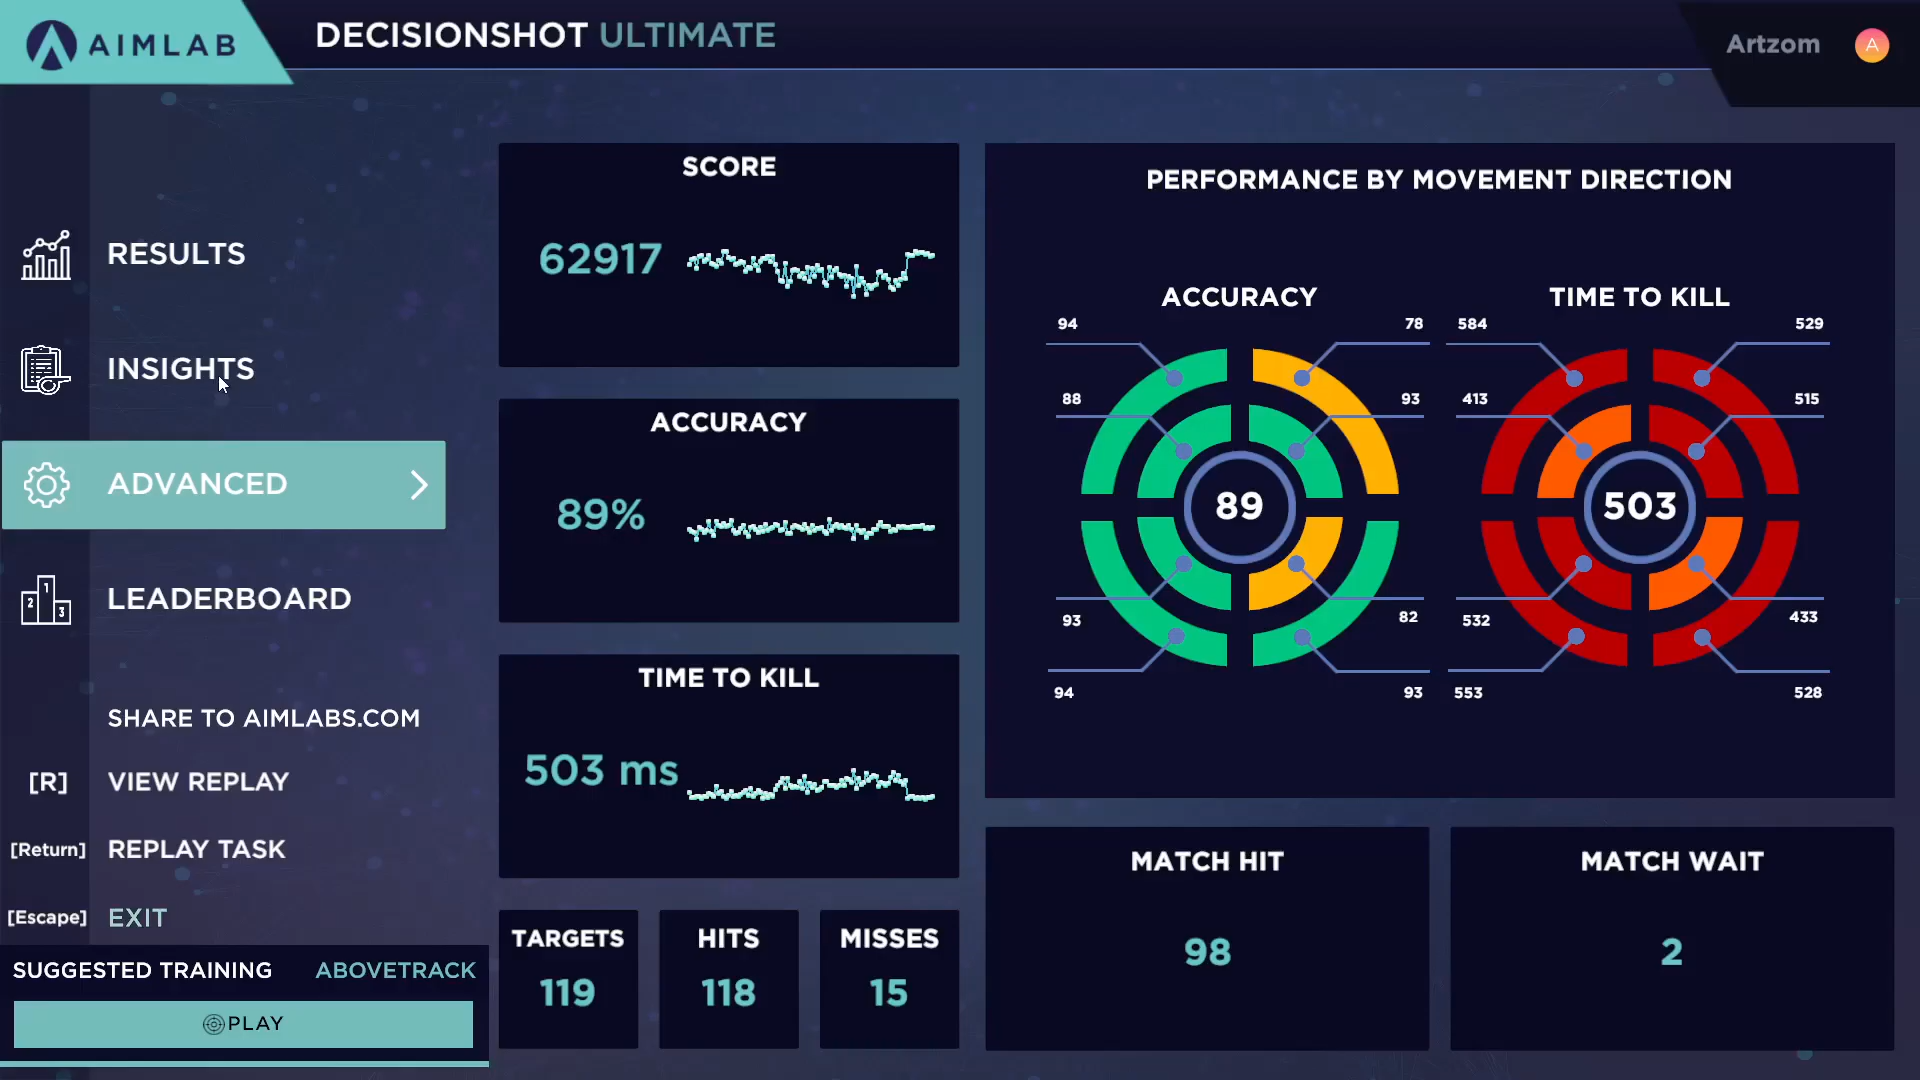 AIMLAB
DECISIONSHOT ULTIMATE
Artzom
A
RESULTS
INSIGHTS
ADVANCED
LEADERBOARD
1
2
3
SHARE TO AIMLABS.COM
[R] VIEW REPLAY
[Return] REPLAY TASK
[Escape] EXIT
SUGGESTED TRAINING ABOVETRACK
PLAY
SCORE
62917
ACCURACY
89%
TIME TO KILL
503 ms
TARGETS
119
HITS
118
MISSES
15
PERFORMANCE BY MOVEMENT DIRECTION
ACCURACY
94 78
88 93
89
93 82
94 93
TIME TO KILL
584 529
413 515
503
532 433
553 528
MATCH HIT
98
MATCH WAIT
2